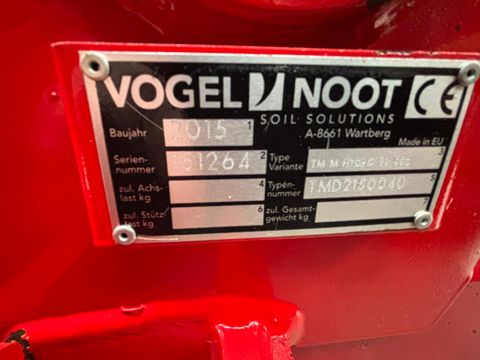 VOGEL NOOT CE
SOIL SOLUTIONS
A-8661 Wartberg
Made in EU
Baujahr 2015 1
Serien-
nummer 151264 2
Type
Variante 3
zul. Achs-
last kg 4
Typen-
nummer TMD2150040 5
zul. Stütz-
last kg 6
zul. Gesamt-
gewicht kg 7